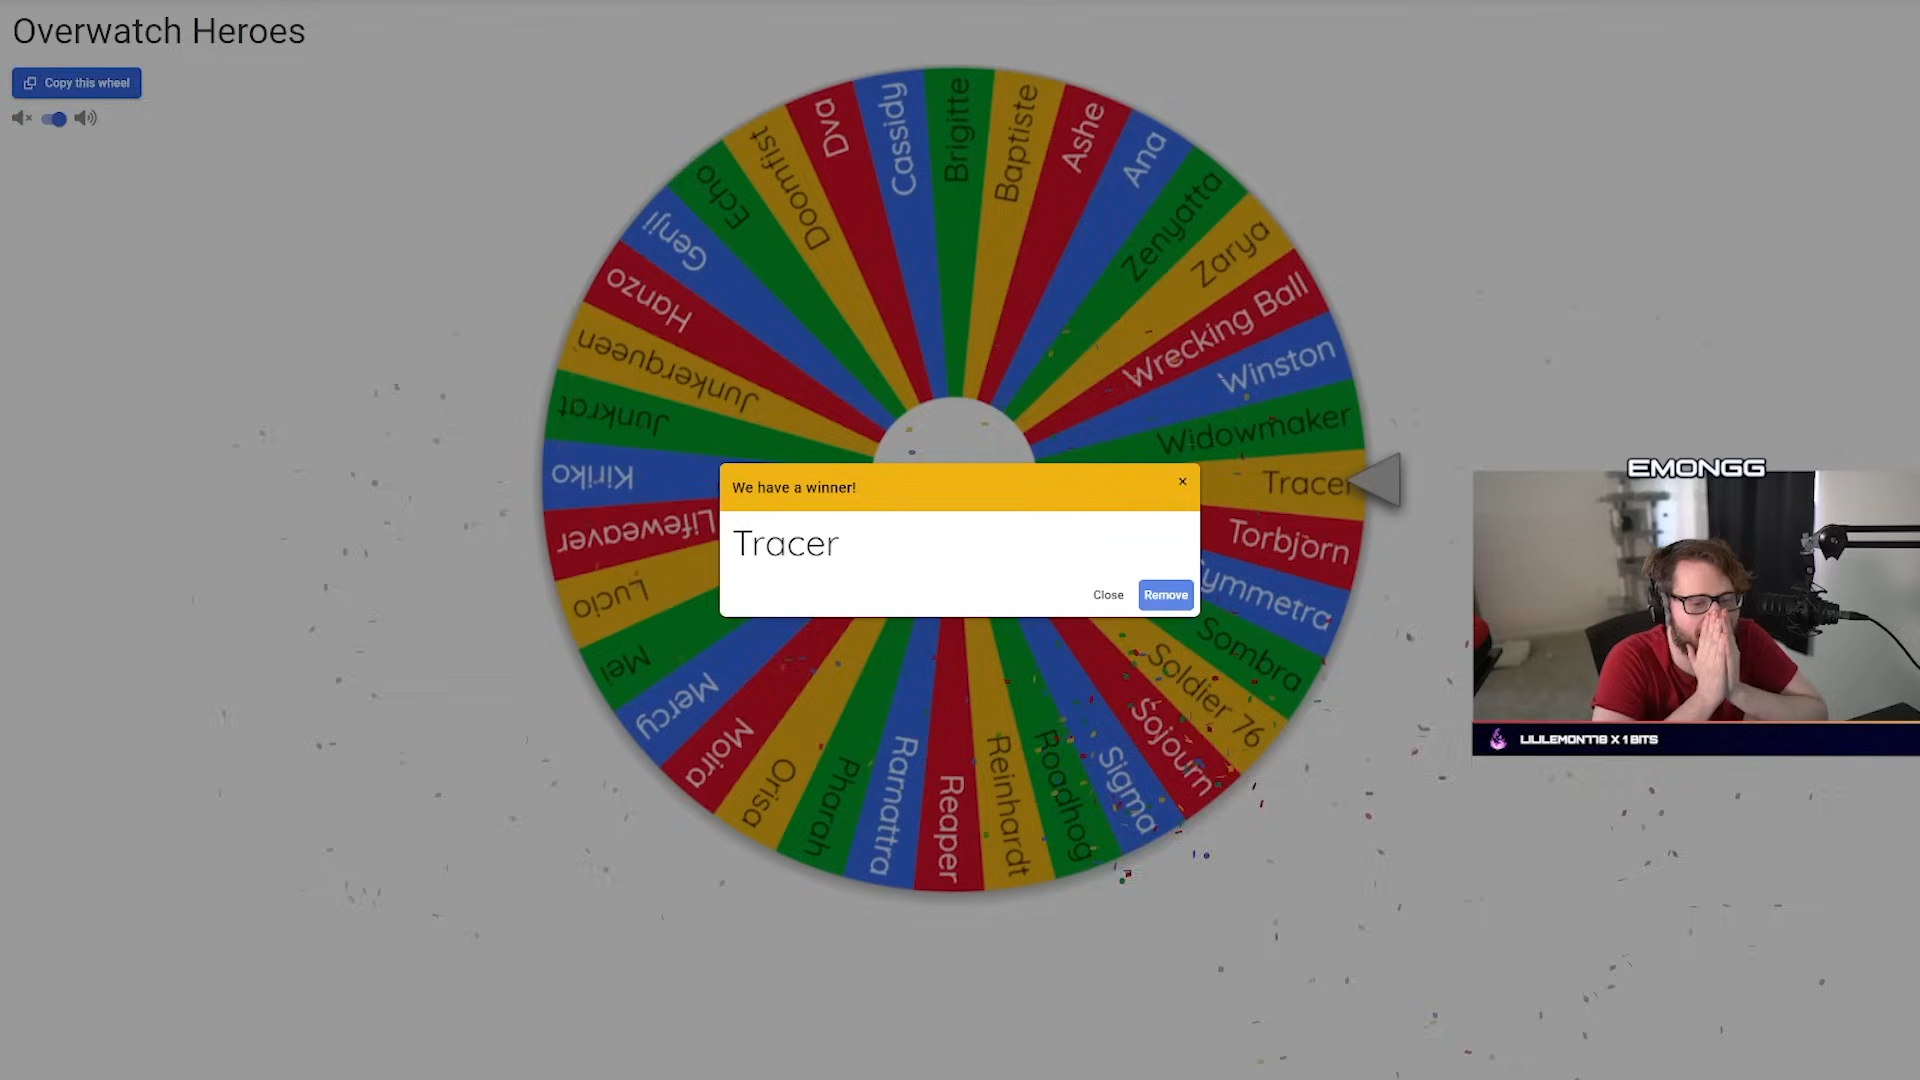 Overwatch Heroes
Copy this wheel
Brigitte
Baptiste
Ashe
Ana
Zenyatta
Zarya
Wrecking Ball
Winston
Widowmaker
Tracer
Torbjorn
Symmetra
Sombra
Soldier 76
Sojourn
Sigma
Roadhog
Reinhardt
Reaper
Ramattra
Pharah
Orisa
Moira
Mercy
Mei
Lucio
Lifeweaver
Kiriko
Junkrat
Junkerqueen
Hanzo
Genji
Echo
Doomfist
Dva
Cassidy
We have a winner!
×
Tracer
Close
Remove
EMONGG
LILILEMONT18 X 1 BITS